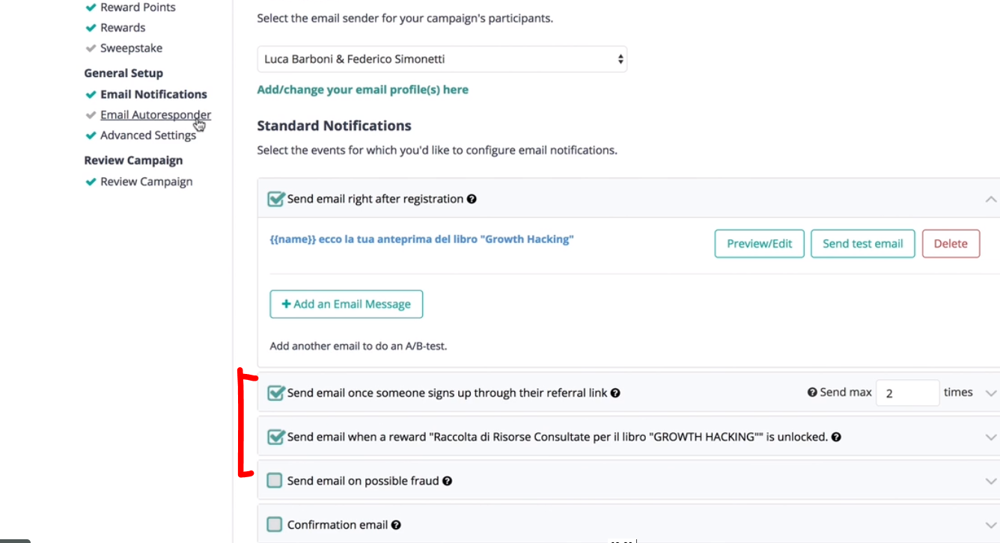 Reward Points
Rewards
Sweepstake
General Setup
Email Notifications
Email Autoresponder
Advanced Settings
Review Campaign
Review Campaign
Select the email sender for your campaign's participants.
Luca Barboni & Federico Simonetti
Add/change your email profile(s) here
Standard Notifications
Select the events for which you'd like to configure email notifications.
Send email right after registration
{{name}} ecco la tua anteprima del libro "Growth Hacking"
Preview/Edit
Send test email
Delete
+ Add an Email Message
Add another email to do an A/B-test.
Send email once someone signs up through their referral link
Send max 2 times
Send email when a reward "Raccolta di Risorse Consultate per il libro "GROWTH HACKING"" is unlocked.
Send email on possible fraud
Confirmation email